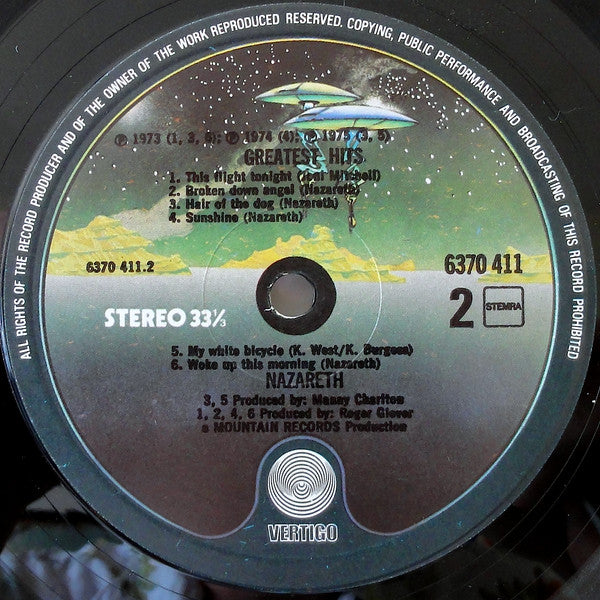 ALL RIGHTS OF THE RECORD PRODUCER AND OF THE OWNER OF THE WORK REPRODUCED RESERVED. COPYING, PUBLIC PERFORMANCE AND BROADCASTING OF THIS RECORD PROHIBITED
℗ 1973 (1, 2, 6); ℗ 1974 (4); ℗ 1975 (3, 5)
GREATEST HITS
1. This flight tonight (Joni Mitchell)
2. Broken down angel (Nazareth)
3. Hair of the dog (Nazareth)
4. Sunshine (Nazareth)
6370 411.2
6370 411
STEREO 33⅓
2 STEMRA
5. My white bicycle (K. West/K. Burgess)
6. Woke up this morning (Nazareth)
NAZARETH
3, 5 Produced by: Manny Charlton
1, 2, 4, 6 Produced by: Roger Glover
a MOUNTAIN RECORDS Production
VERTIGO